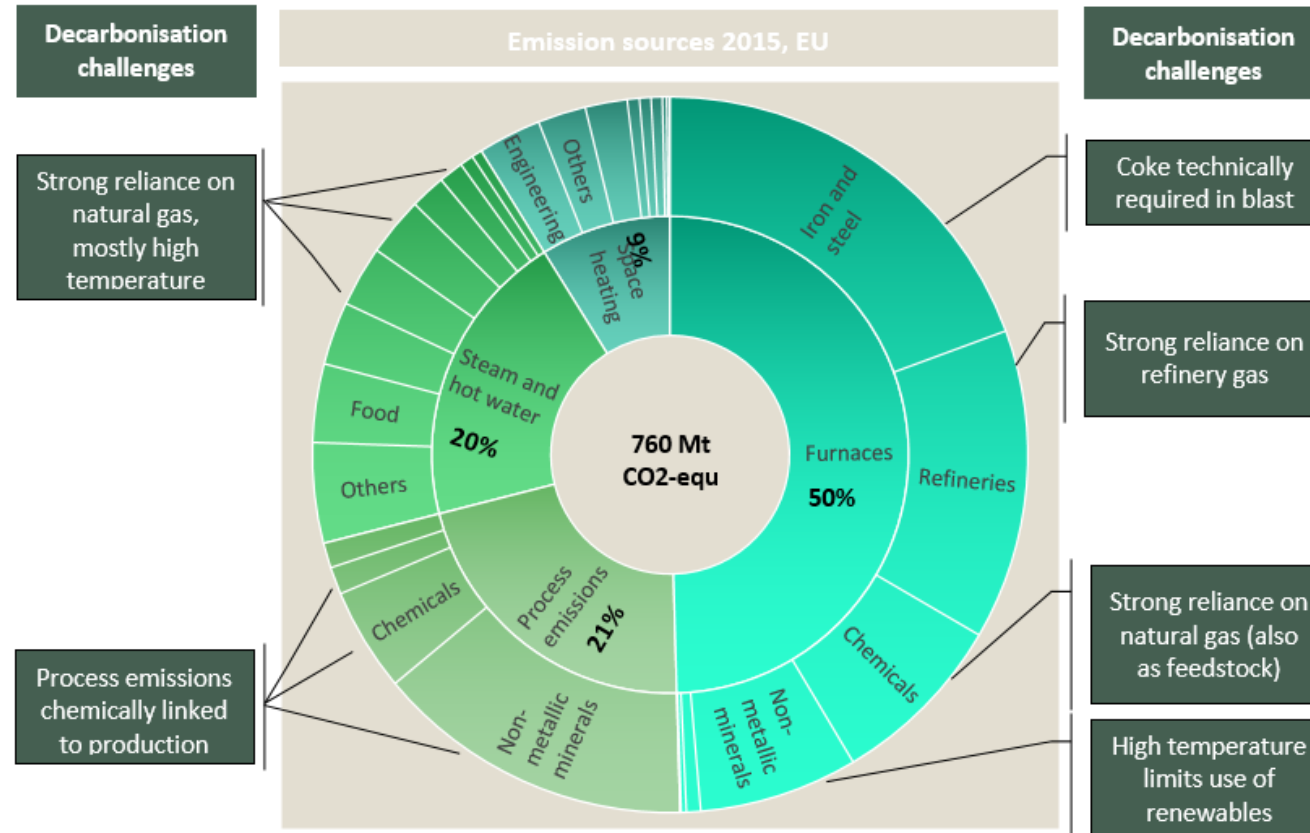 Decarbonisation
challenges
Emission sources 2015, EU
Decarbonisation
challenges
Strong reliance on
natural gas,
mostly high
temperature
Process emissions
chemically linked
to production
Engineering
Others
9%
Space
heating
Steam and
hot water
20%
Food
Others
Chemicals
Process
emissions
21%
Non-
metallic
minerals
760 Mt
CO2-equ
Iron and
steel
Furnaces
50%
Refineries
Chemicals
Non-
metallic
minerals
Coke technically
required in blast
Strong reliance on
refinery gas
Strong reliance on
natural gas (also
as feedstock)
High temperature
limits use of
renewables